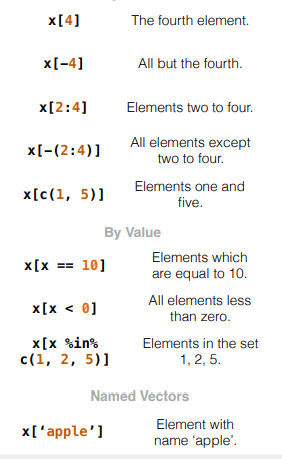 x[4] The fourth element.
x[-4] All but the fourth.
x[2:4] Elements two to four.
x[-(2:4)] All elements except
two to four.
x[c(1, 5)] Elements one and
five.
By Value
x[x == 10] Elements which
are equal to 10.
x[x < 0] All elements less
than zero.
x[x %in% Elements in the set
c(1, 2, 5)] 1, 2, 5.
Named Vectors
x[‘apple’] Element with
name ‘apple’.